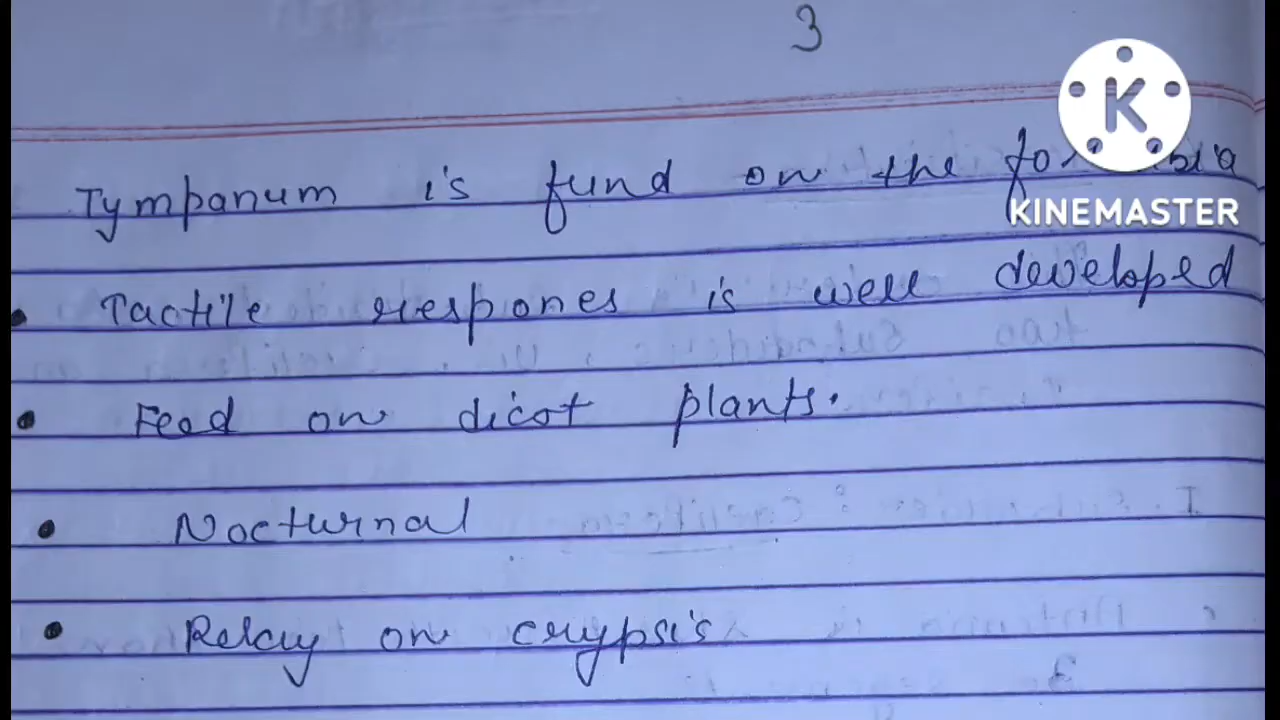 3
Tympanum is fund on the
KINEMASTER
• Tactile respones is well developed
• Feed on dicot plants.
• Nocturnal
• Relay on crypsis